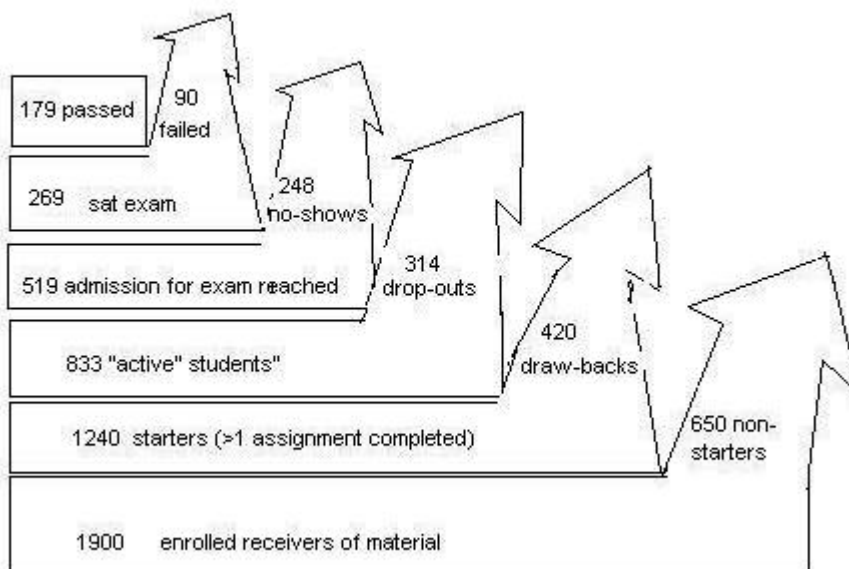 179 passed
90
failed
269 sat exam
248
no-shows
519 admission for exam reached
314
drop-outs
833 "active" students"
420
draw-backs
1240 starters (>1 assignment completed)
650 non-
starters
1900 enrolled receivers of material